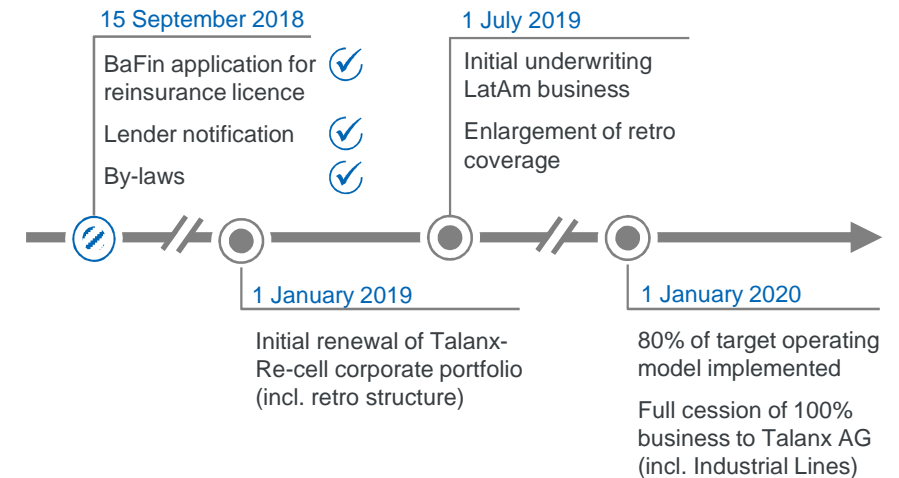 15 September 2018
BaFin application for
reinsurance licence
Lender notification
By-laws
1 July 2019
Initial underwriting
LatAm business
Enlargement of retro
coverage
1 January 2019
Initial renewal of Talanx-
Re-cell corporate portfolio
(incl. retro structure)
1 January 2020
80% of target operating
model implemented
Full cession of 100%
business to Talanx AG
(incl. Industrial Lines)